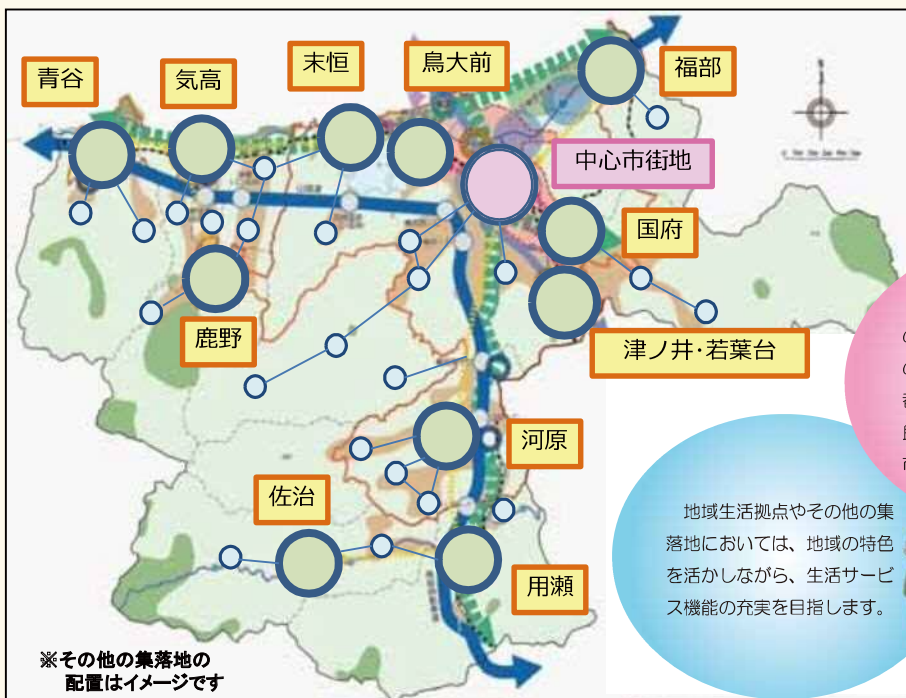 青谷
気高
末恒
鳥大前
福部
中心市街地
国府
津ノ井・若葉台
鹿野
河原
佐治
用瀬
地域生活拠点やその他の集
落地においては、地域の特色
を活かしながら、生活サービ
ス機能の充実を目指します。
※その他の集落地の
配置はイメージです